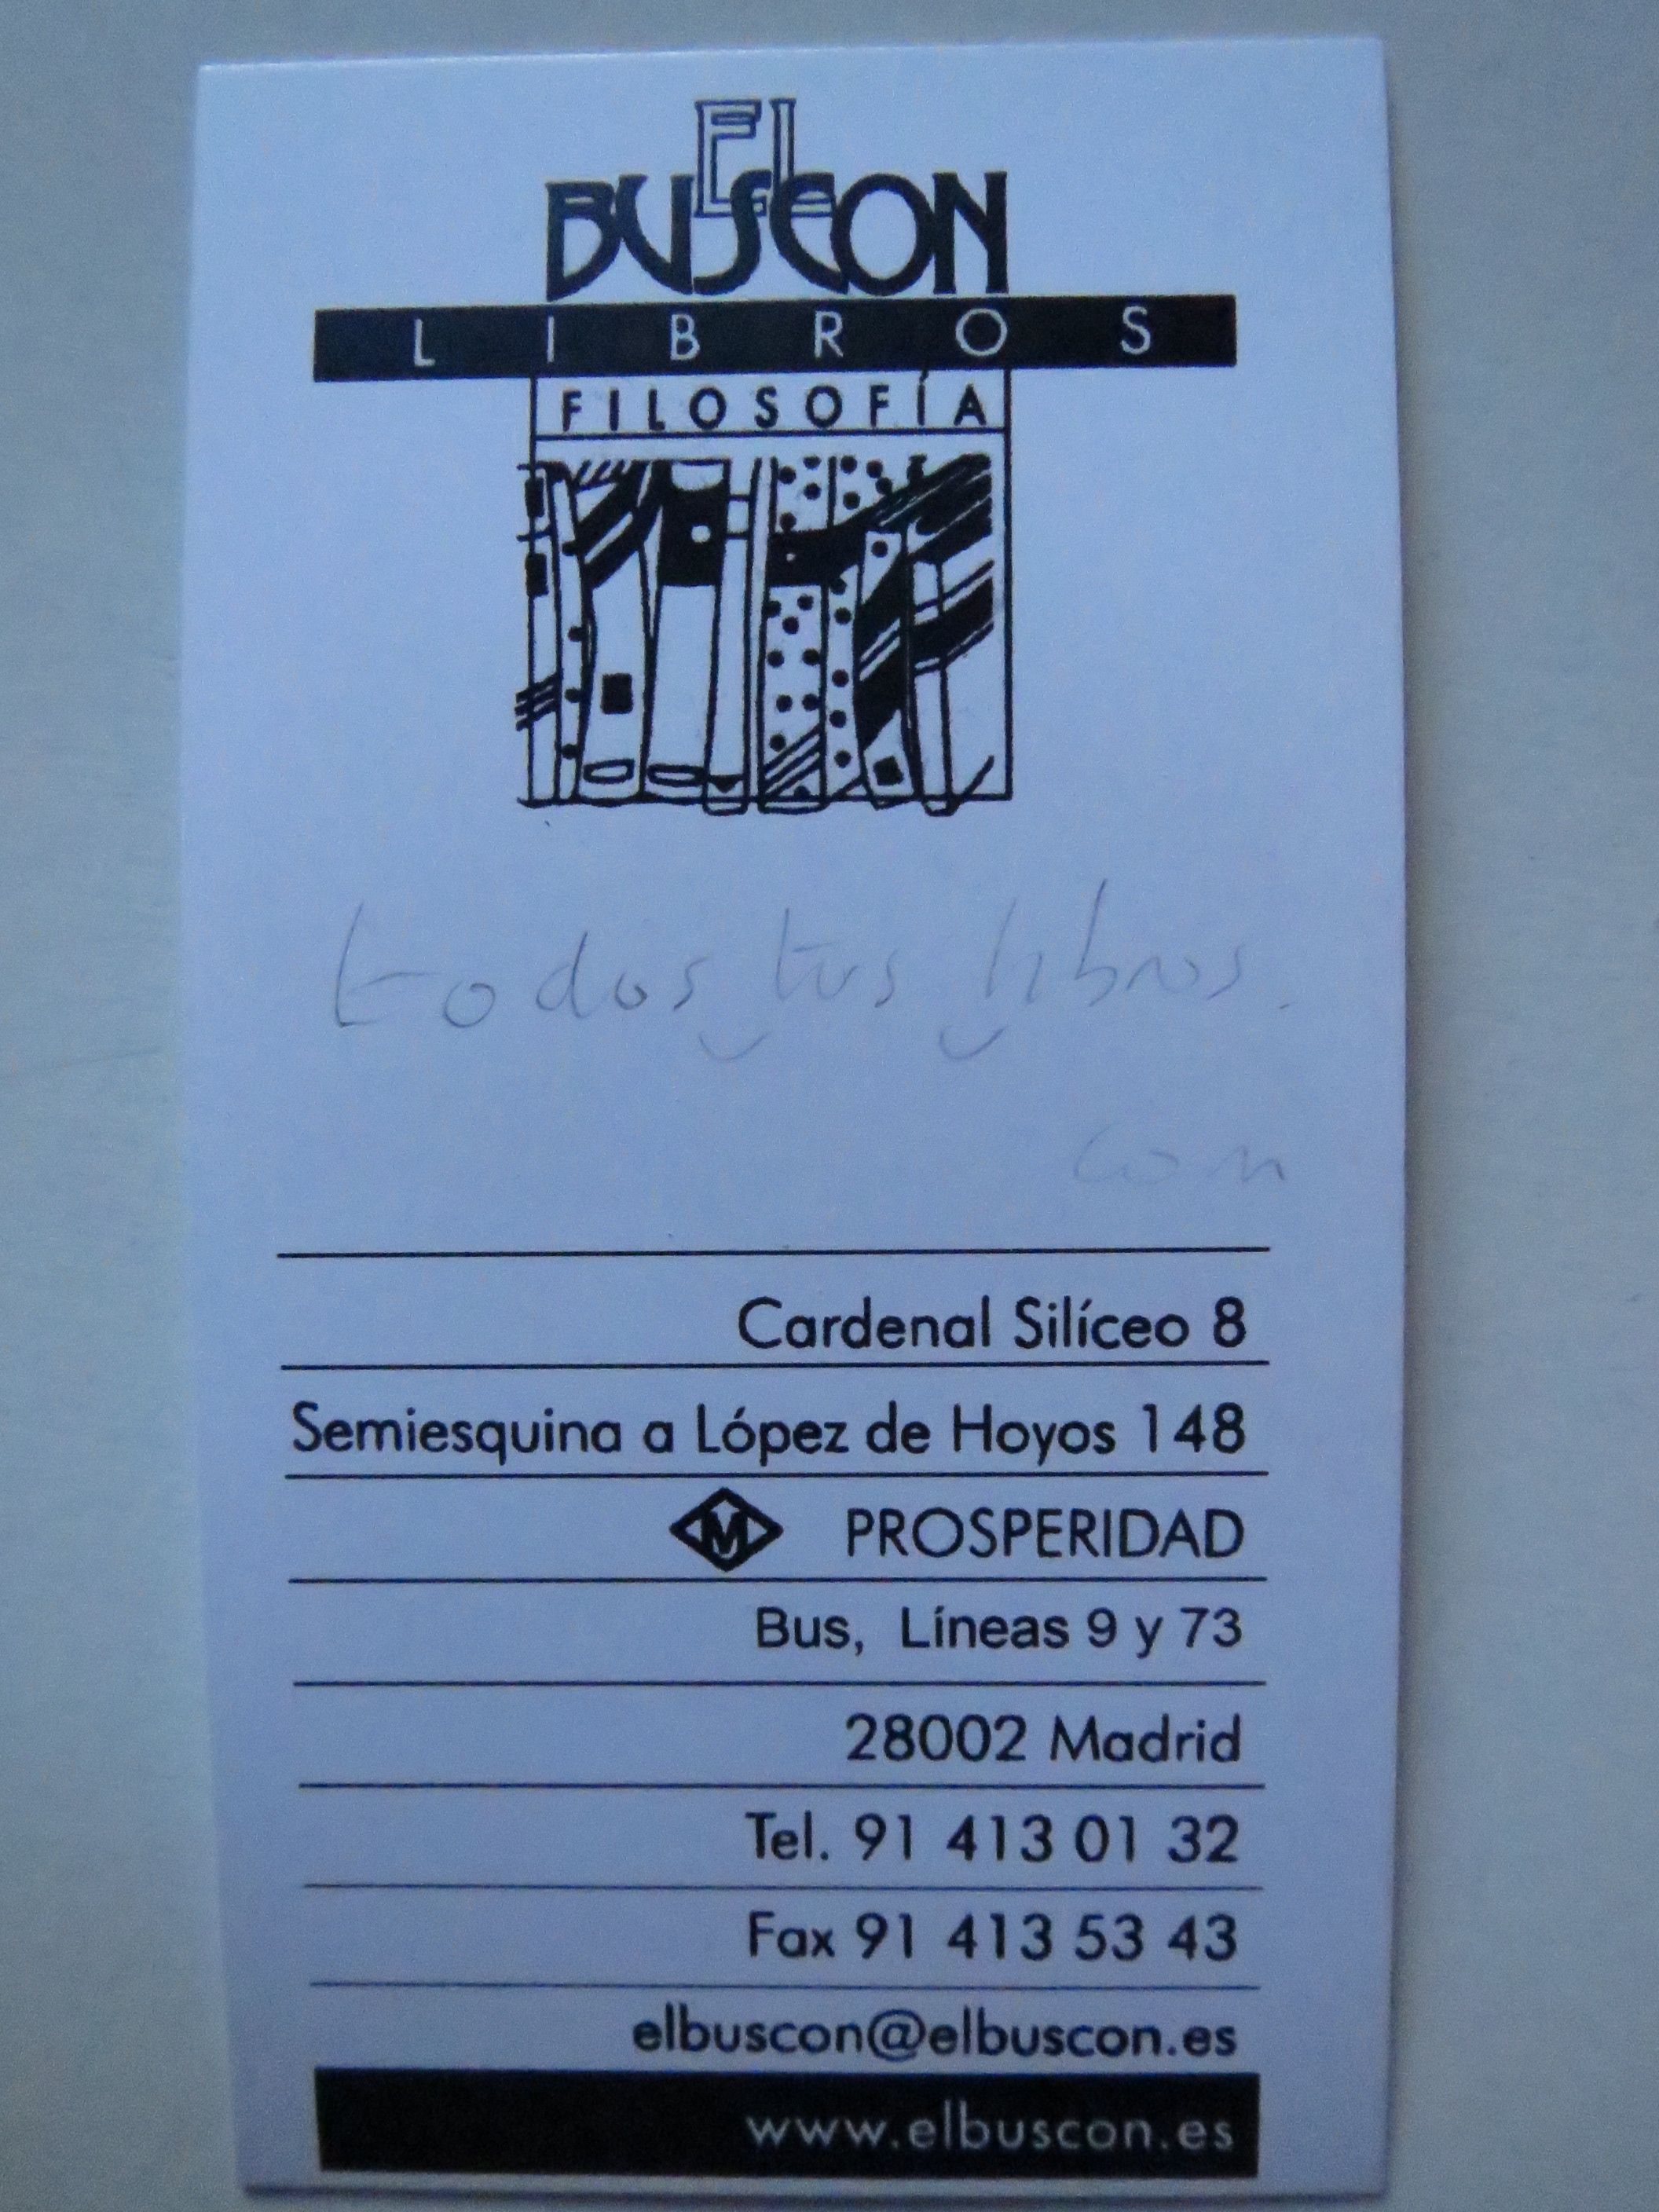 El
BUSCON
LIBROS
FILOSOFÍA
todos tus libros.
com
Cardenal Silíceo 8
Semiesquina a López de Hoyos 148
M PROSPERIDAD
Bus, Líneas 9 y 73
28002 Madrid
Tel. 91 413 01 32
Fax 91 413 53 43
elbuscon@elbuscon.es
www.elbuscon.es